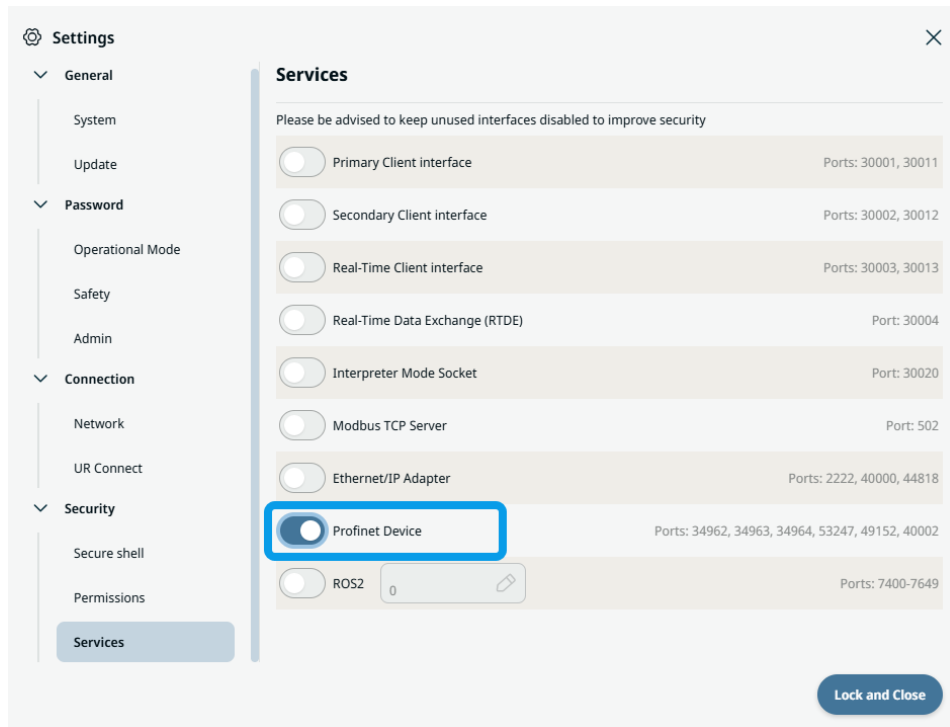 Settings
General
System
Update
Password
Operational Mode
Safety
Admin
Connection
Network
UR Connect
Security
Secure shell
Permissions
Services
Services
Please be advised to keep unused interfaces disabled to improve security
Primary Client interface Ports: 30001, 30011
Secondary Client interface Ports: 30002, 30012
Real-Time Client interface Ports: 30003, 30013
Real-Time Data Exchange (RTDE) Port: 30004
Interpreter Mode Socket Port: 30020
Modbus TCP Server Port: 502
Ethernet/IP Adapter Ports: 2222, 40000, 44818
Profinet Device Ports: 34962, 34963, 34964, 53247, 49152, 40002
ROS2 0 Ports: 7400-7649
Lock and Close